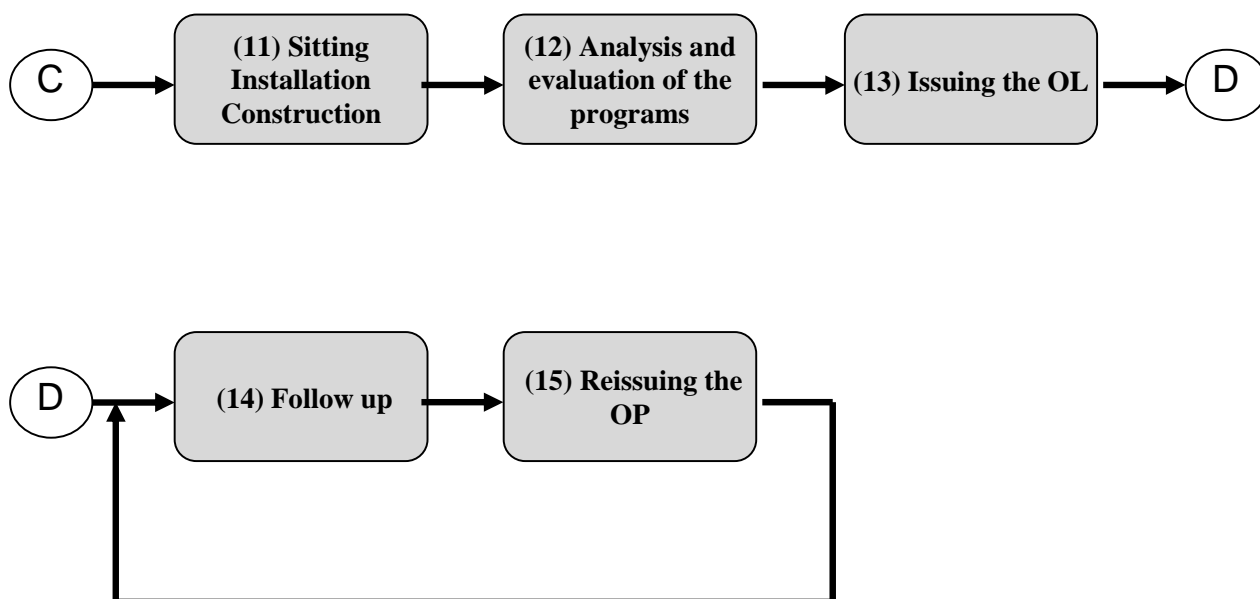 C
(11) Sitting
Installation
Construction
(12) Analysis and
evaluation of the
programs
(13) Issuing the OL
D
D
(14) Follow up
(15) Reissuing the
OP